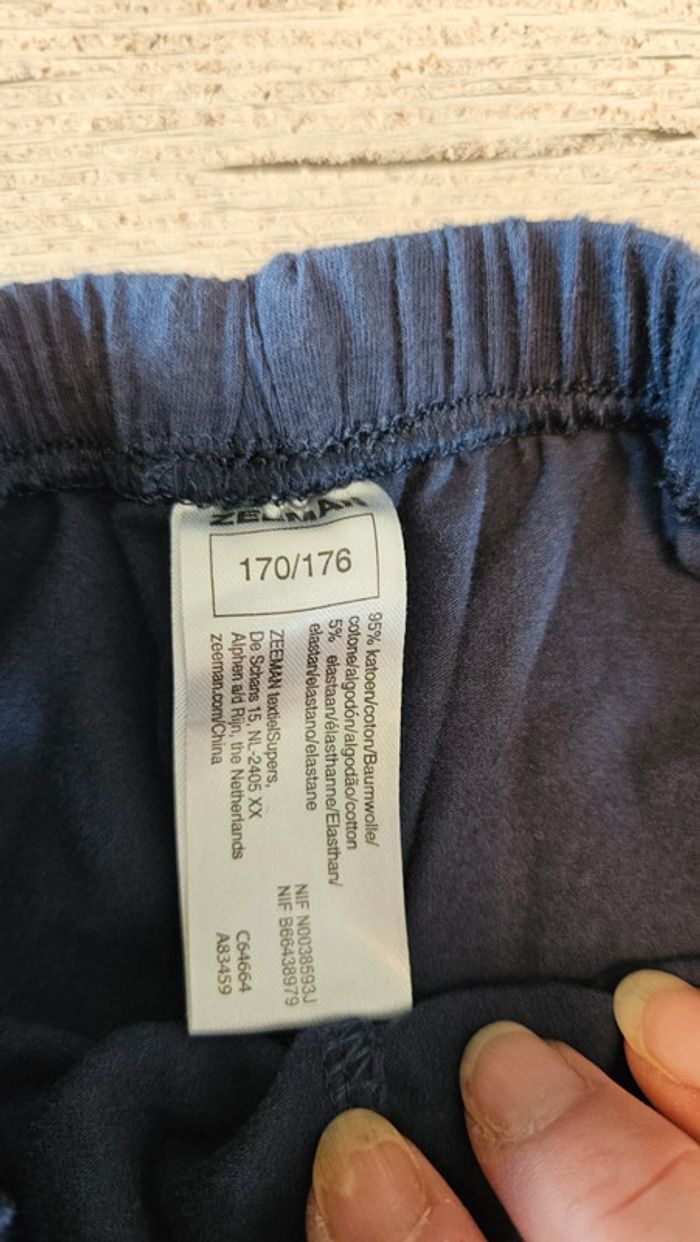 ZEEMAN
170/176
95% katoen/coton/Baumwolle/
cotone/algodón/algodão/cotton
5% elastaan/élasthanne/Elasthan/
elastan/elastano/elastane
NIF N0038593J
NIF B66438979
ZEEMAN textielSupers,
De Schans 15, NL-2405 XX
Alphen a/d Rijn, the Netherlands
zeeman.com/China
C64664
A83459